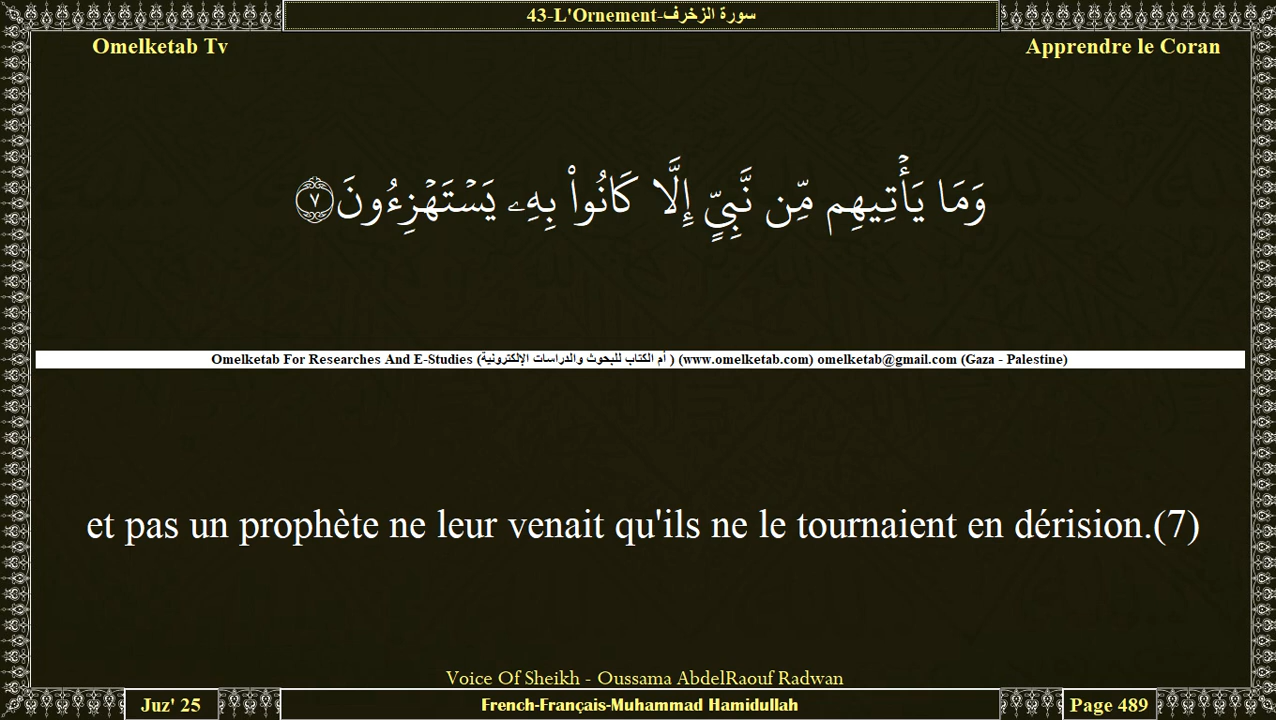 43-L'Ornement-سورة الزخرف
Omelketab Tv
Apprendre le Coran
وَمَا يَأْتِيهِم مِّن نَّبِيٍّ إِلَّا كَانُوا۟ بِهِۦ يَسْتَهْزِءُونَ ٧
Omelketab For Researches And E-Studies (أم الكتاب للبحوث والدراسات الإلكترونية ) (www.omelketab.com) omelketab@gmail.com (Gaza - Palestine)
et pas un prophète ne leur venait qu'ils ne le tournaient en dérision.(7)
Voice Of Sheikh - Oussama AbdelRaouf Radwan
Juz' 25
French-Français-Muhammad Hamidullah
Page 489